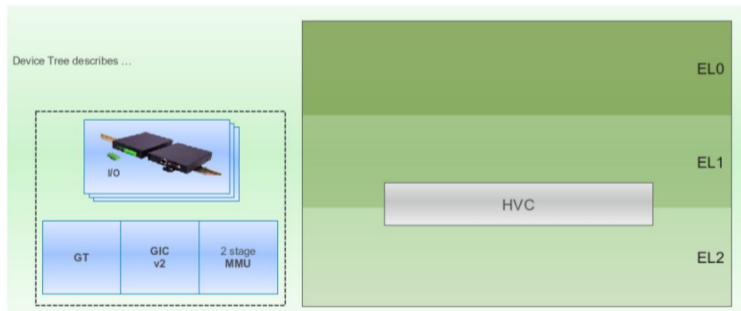 Device Tree describes ...
EL0
I/O
EL1
HVC
GT
GIC
v2
2 stage
MMU
EL2